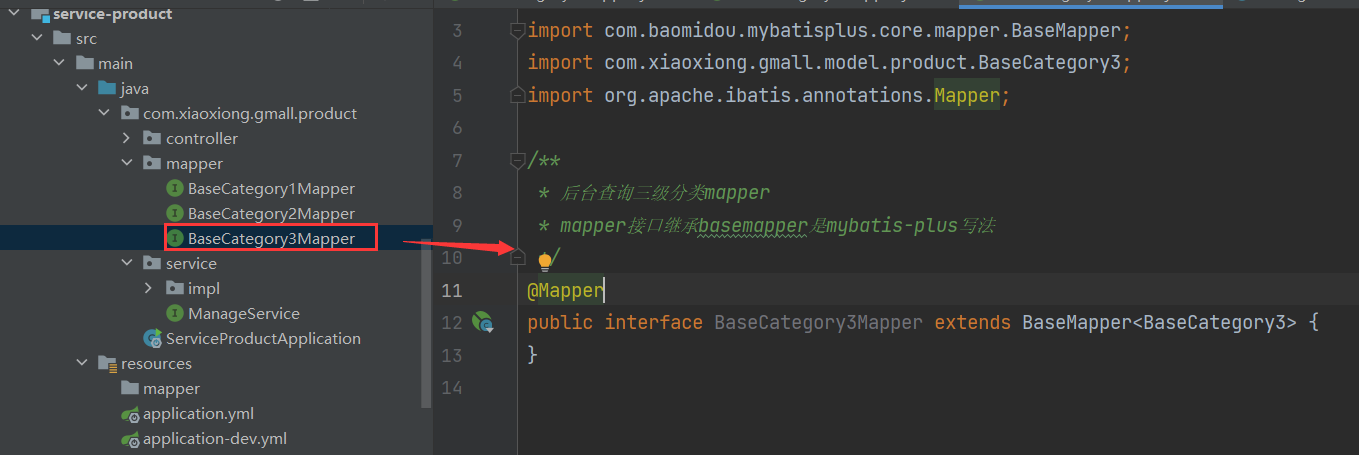 service-product
src
main
java
com.xiaoxiong.gmall.product
controller
mapper
BaseCategory1Mapper
BaseCategory2Mapper
BaseCategory3Mapper
service
impl
ManageService
ServiceProductApplication
resources
mapper
application.yml
application-dev.yml
3 import com.baomidou.mybatisplus.core.mapper.BaseMapper;
4 import com.xiaoxiong.gmall.model.product.BaseCategory3;
5 import org.apache.ibatis.annotations.Mapper;
6
7 /**
8 * 后台查询三级分类mapper
9 * mapper接口继承basemapper是mybatis-plus写法
10 */
11 @Mapper
12 public interface BaseCategory3Mapper extends BaseMapper<BaseCategory3> {
13 }
14